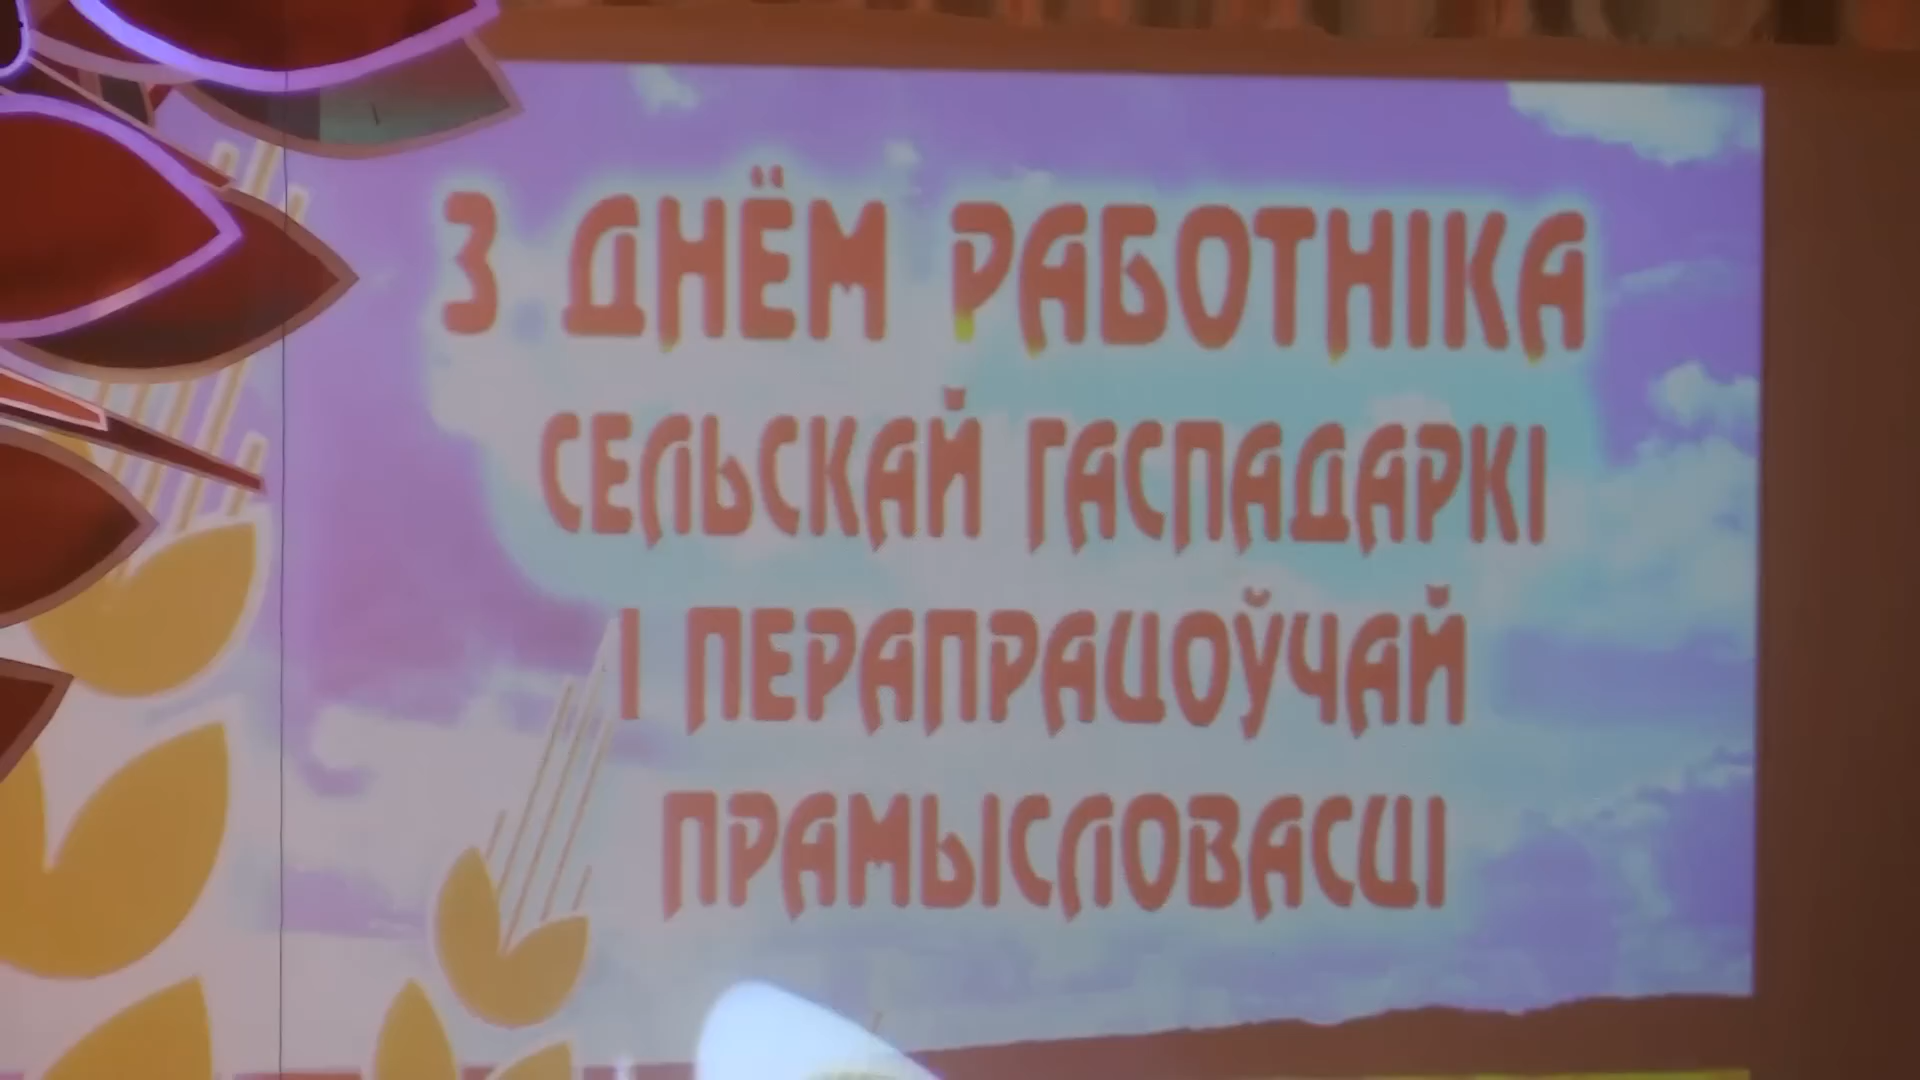 З ДНЁМ РАБОТНІКА
СЕЛЬСКАЙ ГАСПАДАРКІ
І ПЕРАПРАЦОЎЧАЙ
ПРАМЫСЛОВАСЦІ